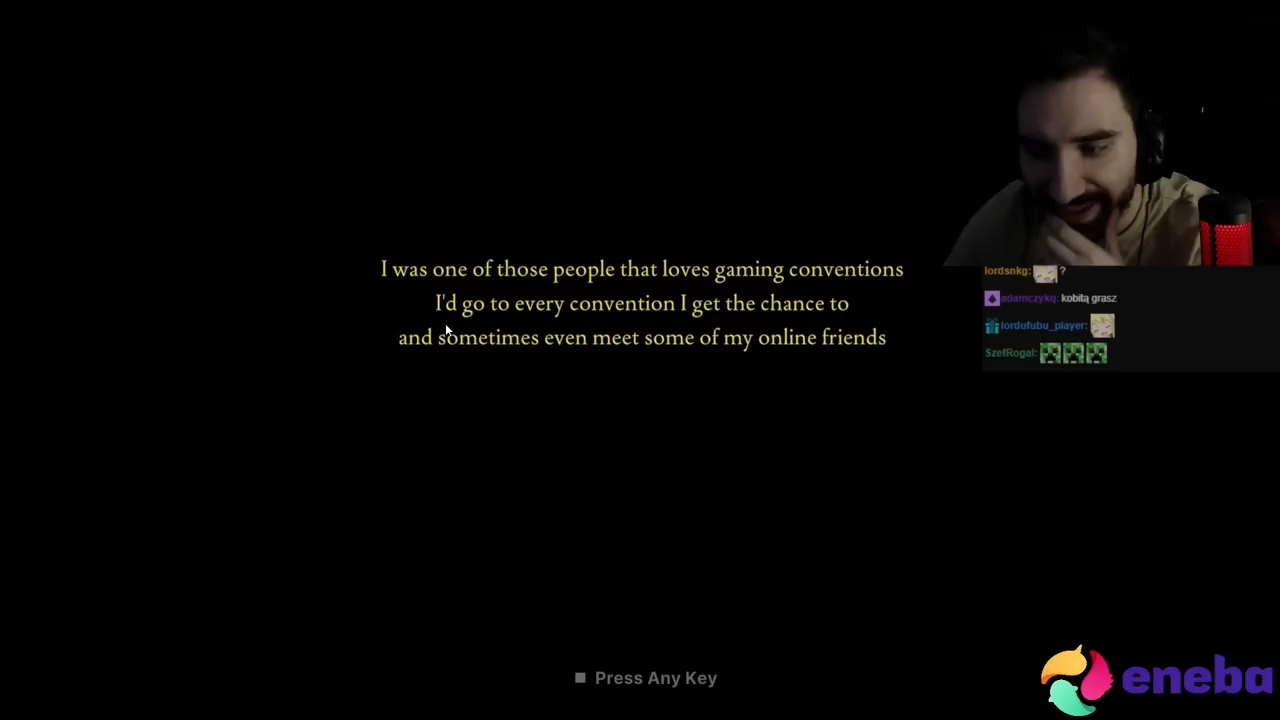 I was one of those people that loves gaming conventions
I'd go to every convention I get the chance to
and sometimes even meet some of my online friends
lordsnkg: ?
adamczykq: kobitą grasz
lordufubu_player:
SzefRogal:
Press Any Key
eneba